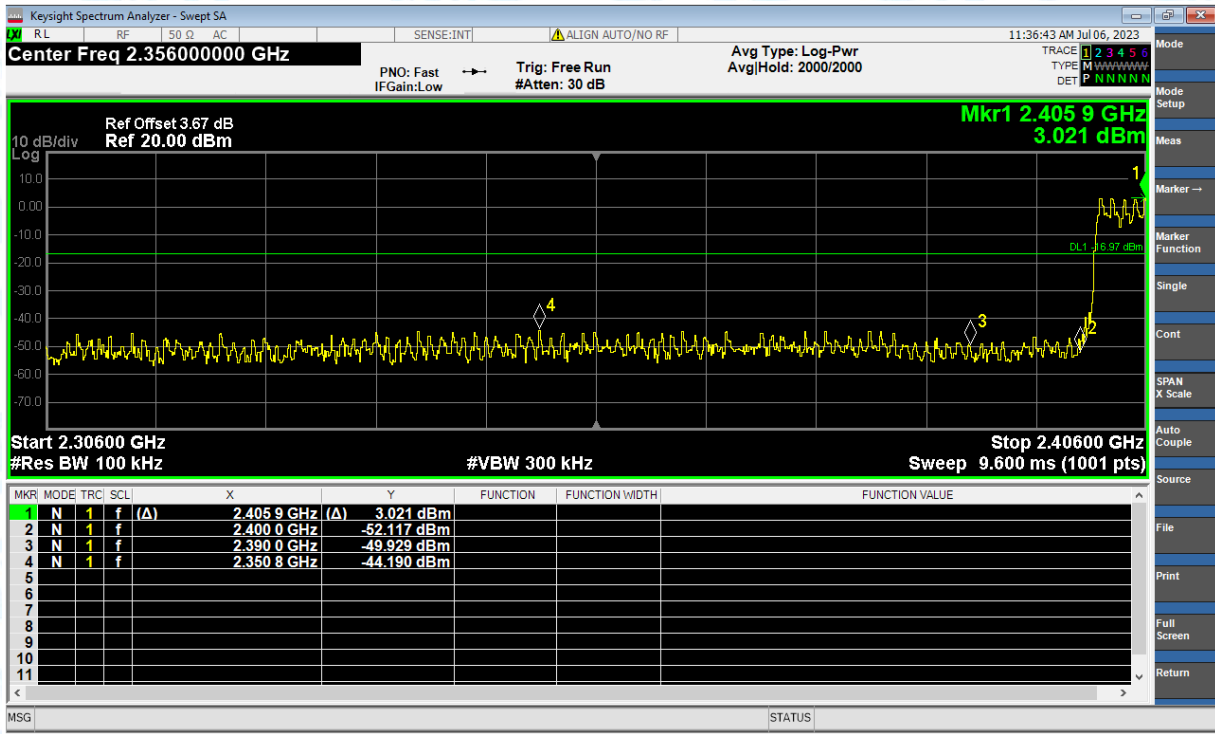 Keysight Spectrum Analyzer - Swept SA
LXI RL RF 50 Ω AC SENSE:INT ALIGN AUTO/NO RF 11:36:43 AM Jul 06, 2023
Center Freq 2.356000000 GHz
PNO: Fast
IFGain:Low
Trig: Free Run
#Atten: 30 dB
Avg Type: Log-Pwr
Avg|Hold: 2000/2000
TRACE 1 2 3 4 5 6
TYPE M WWWWW
DET P N N N N N
Mkr1 2.405 9 GHz
3.021 dBm
Ref Offset 3.67 dB
10 dB/div Ref 20.00 dBm
Log
10.0
0.00
-10.0
-20.0
-30.0
-40.0
-50.0
-60.0
-70.0
1
DL1 -16.97 dBm
4
3
2
Start 2.30600 GHz Stop 2.40600 GHz
#Res BW 100 kHz #VBW 300 kHz Sweep 9.600 ms (1001 pts)
MKR MODE TRC SCL X Y FUNCTION FUNCTION WIDTH FUNCTION VALUE
1 N 1 f (Δ) 2.405 9 GHz (Δ) 3.021 dBm
2 N 1 f 2.400 0 GHz -52.117 dBm
3 N 1 f 2.390 0 GHz -49.929 dBm
4 N 1 f 2.350 8 GHz -44.190 dBm
5
6
7
8
9
10
11
MSG STATUS
Mode
Mode
Setup
Meas
Marker →
Marker
Function
Single
Cont
SPAN
X Scale
Auto
Couple
Source
File
Print
Full
Screen
Return